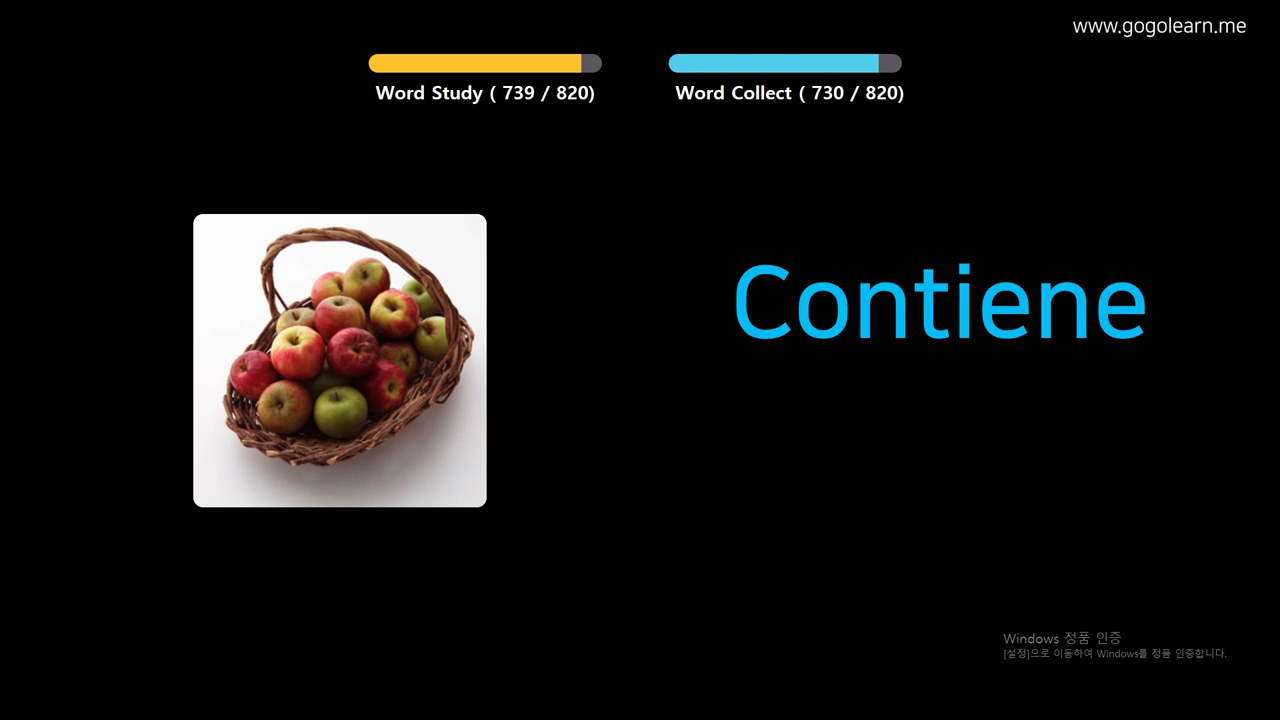 www.gogolearn.me
Word Study ( 739 / 820)
Word Collect ( 730 / 820)
Contiene
Windows 정품 인증
[설정]으로 이동하여 Windows를 정품 인증합니다.